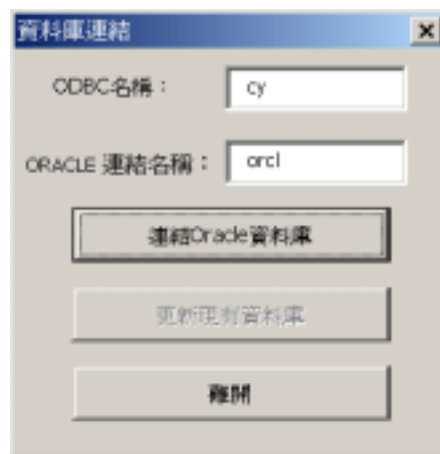 資料庫連結
ODBC名稱：
cy
ORACLE 連結名稱：
orcl
連結Oracle資料庫
更新現有資料庫
離開